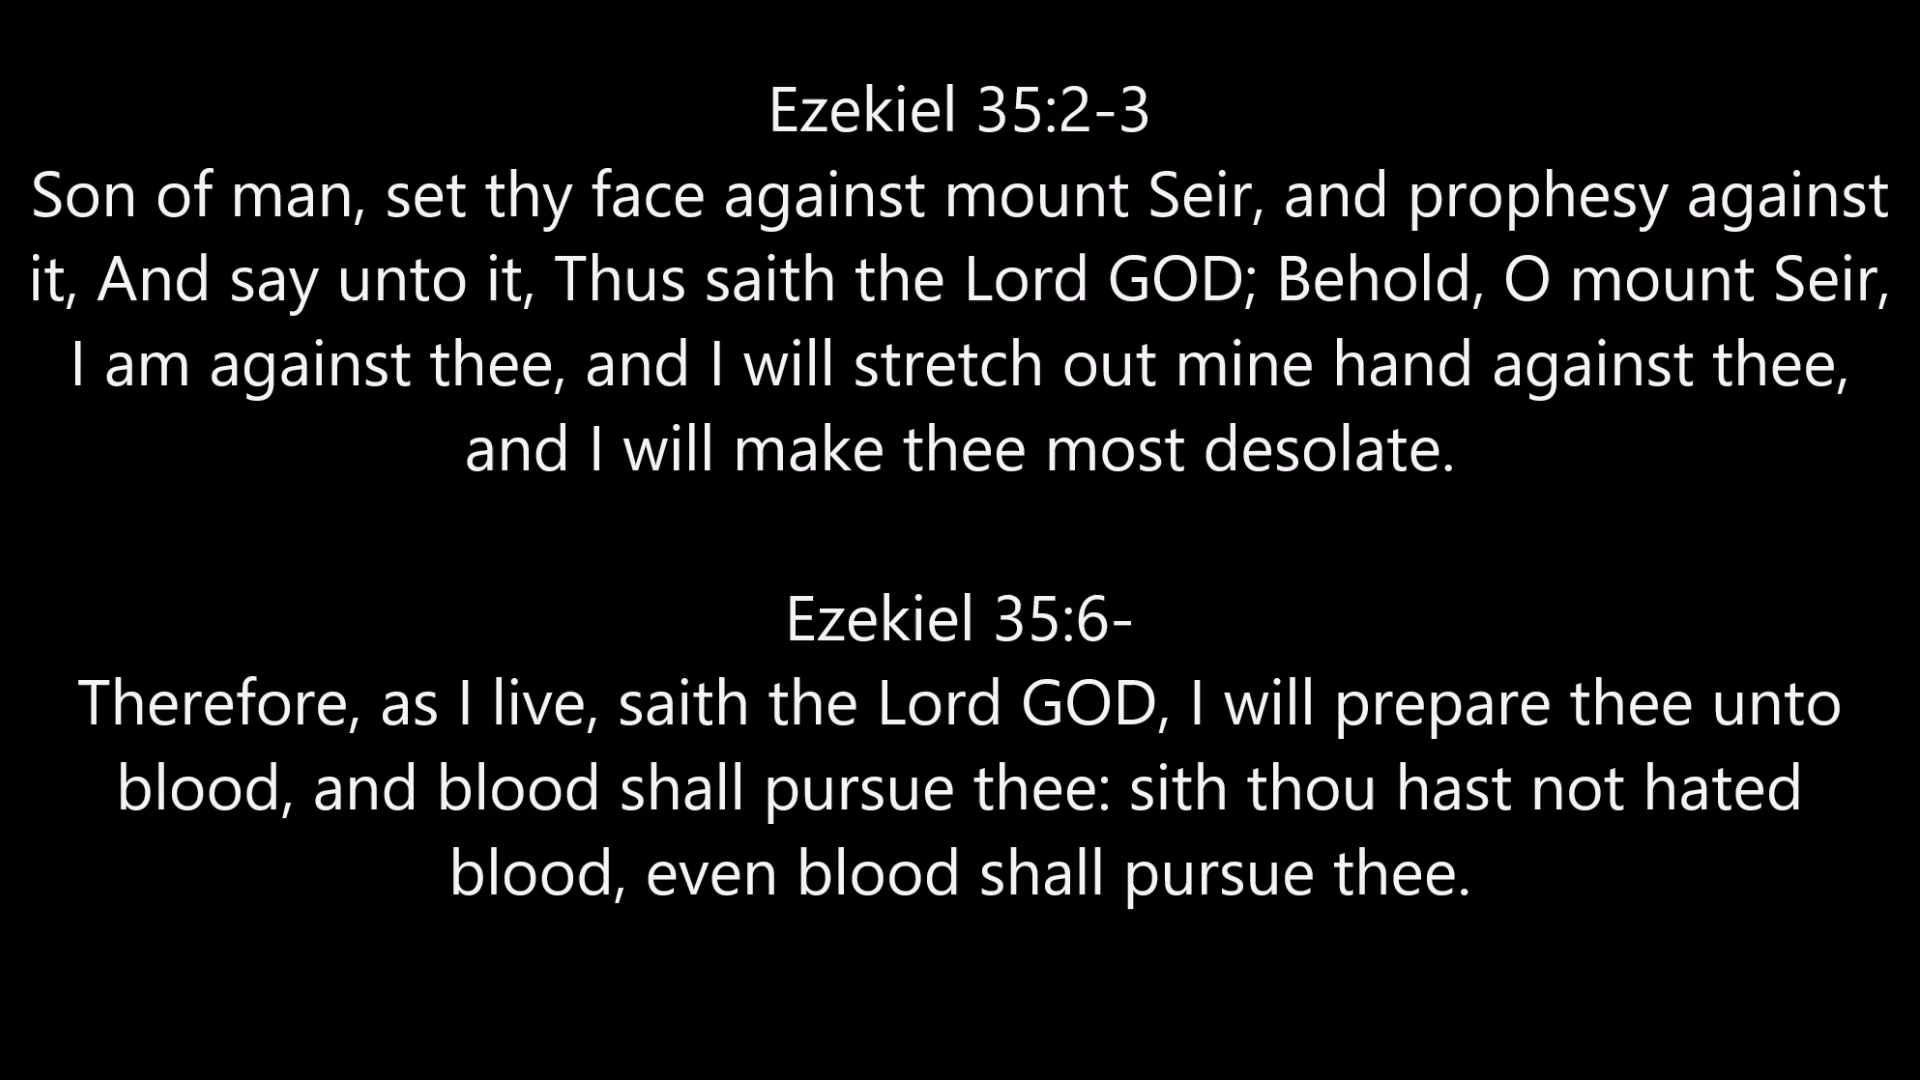 Ezekiel 35:2-3
Son of man, set thy face against mount Seir, and prophesy against
it, And say unto it, Thus saith the Lord GOD; Behold, O mount Seir,
I am against thee, and I will stretch out mine hand against thee,
and I will make thee most desolate.
Ezekiel 35:6-
Therefore, as I live, saith the Lord GOD, I will prepare thee unto
blood, and blood shall pursue thee: sith thou hast not hated
blood, even blood shall pursue thee.